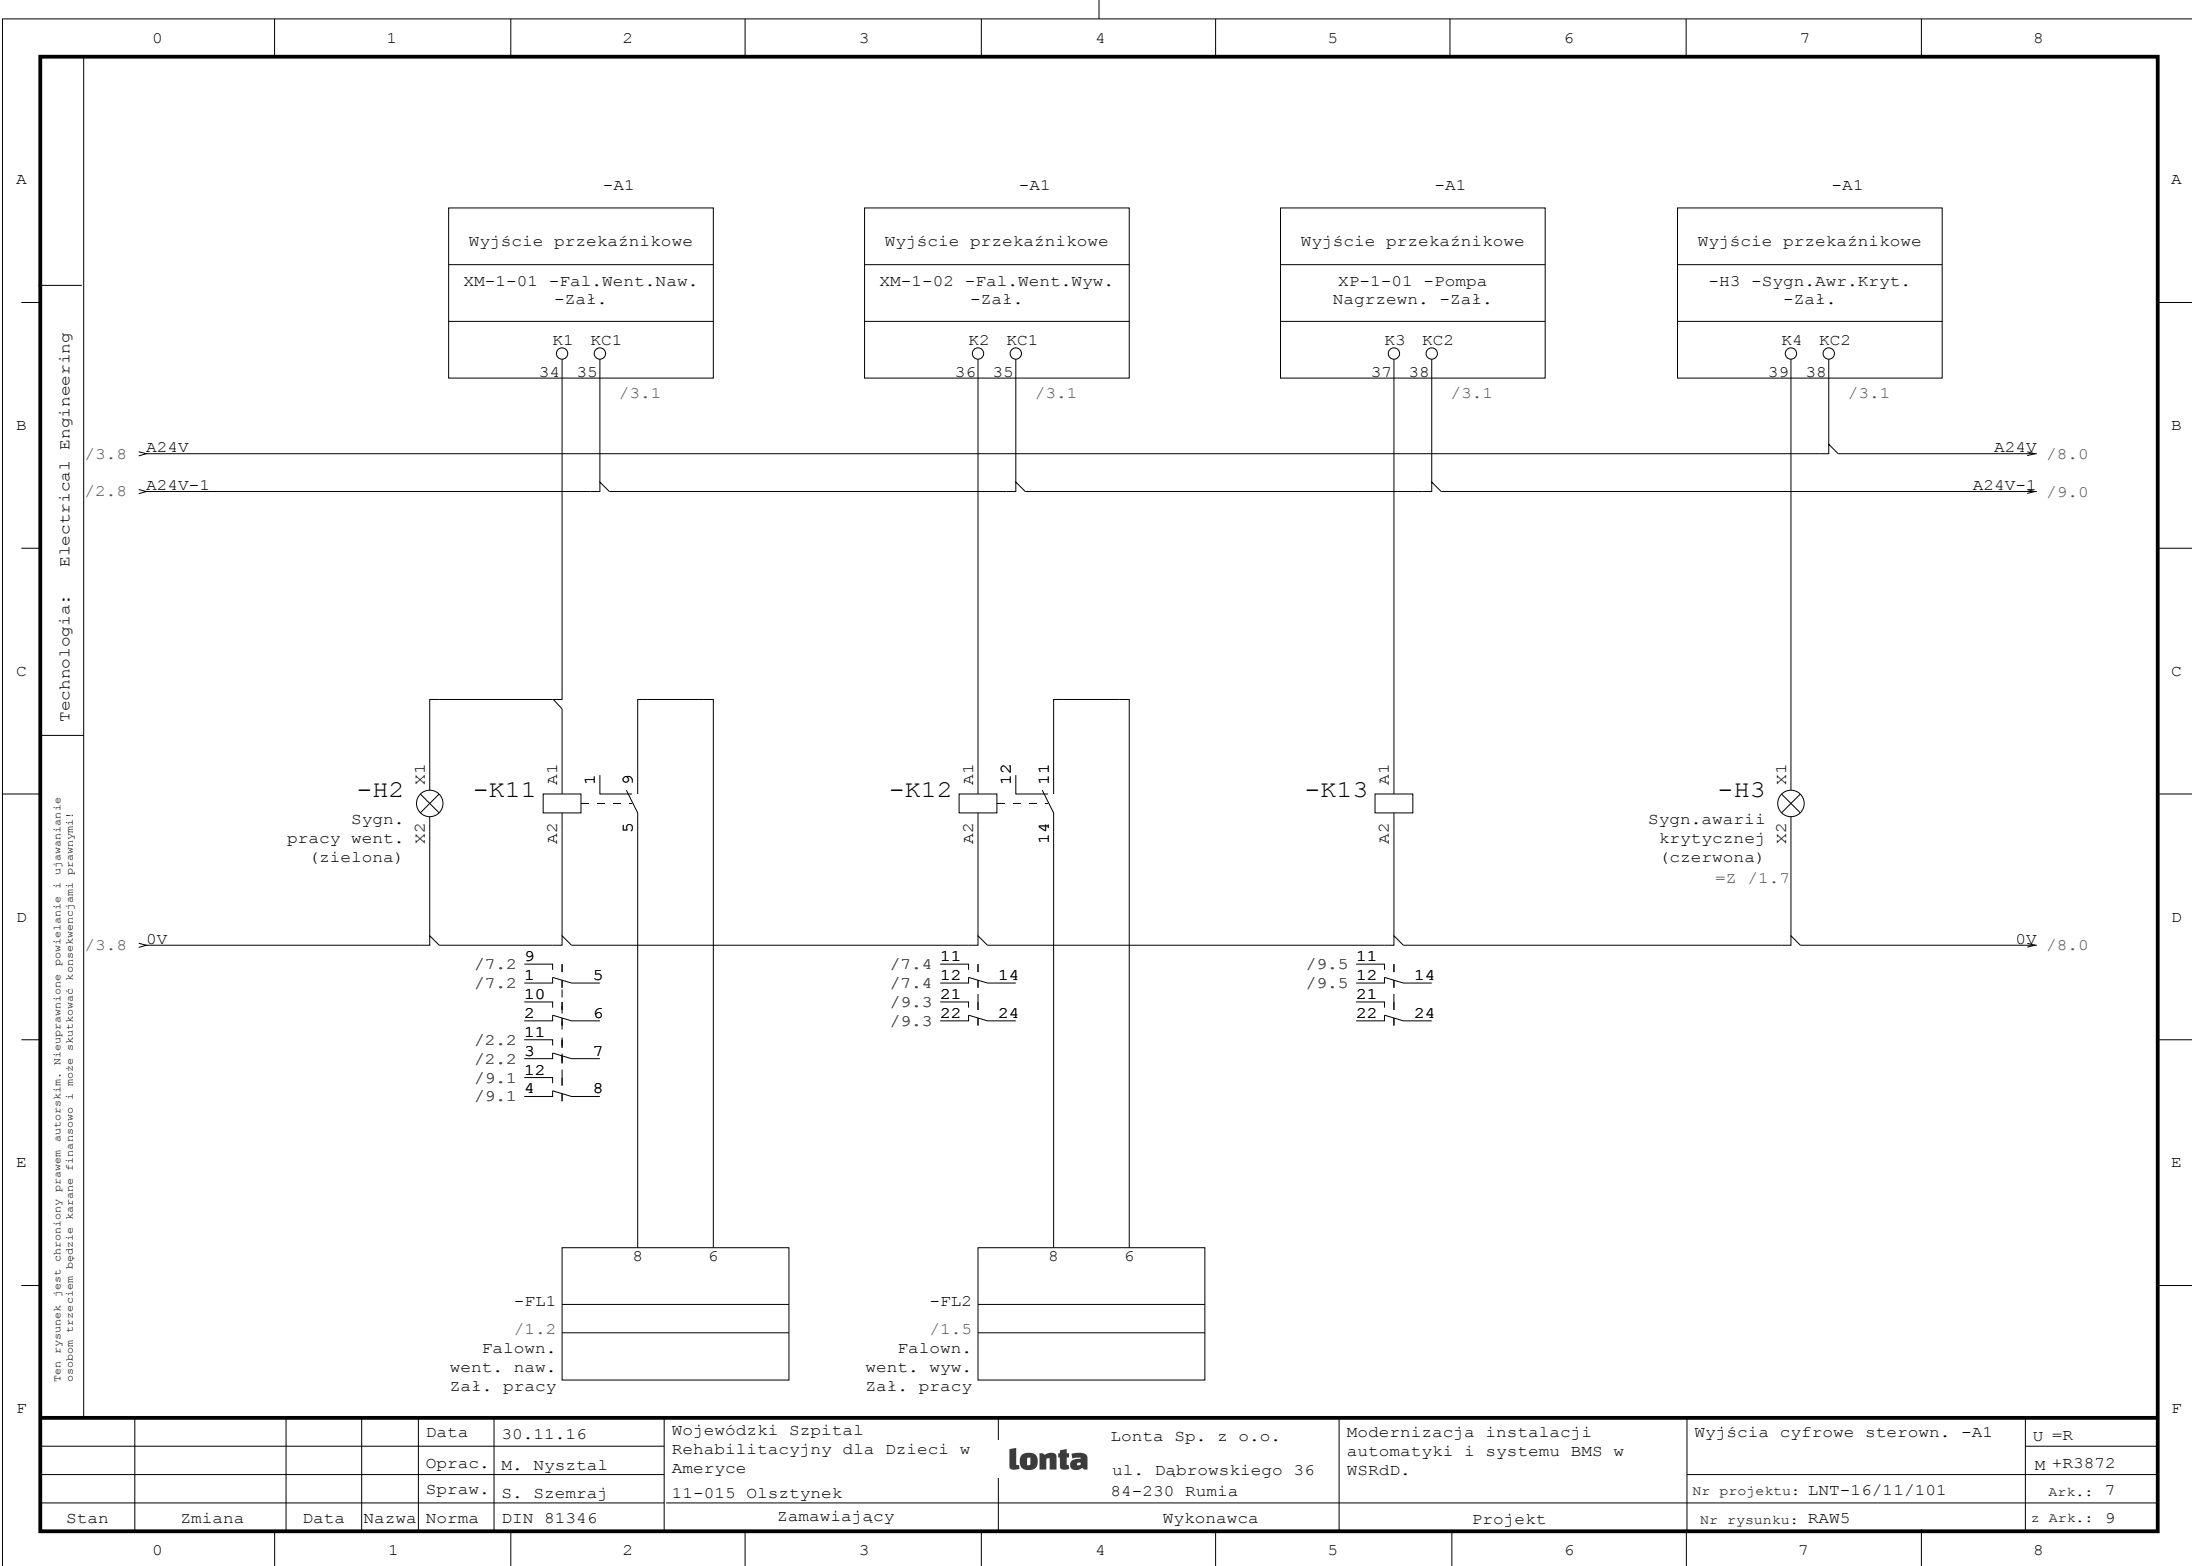 0 1 2 3 4 5 6 7 8
A
B
C
D
E
F
A
B
C
D
E
F
Technologia: Electrical Engineering
Ten rysunek jest chroniony prawem autorskim. Nieuprawnione powielanie i ujawanianie
osobom trzeciem będzie karane finansowo i może skutkować konsekwencjami prawnymi!
-A1
Wyjście przekaźnikowe
XM-1-01 -Fal.Went.Naw.
-Zał.
K1 KC1
34 35
/3.1
-A1
Wyjście przekaźnikowe
XM-1-02 -Fal.Went.Wyw.
-Zał.
K2 KC1
36 35
/3.1
-A1
Wyjście przekaźnikowe
XP-1-01 -Pompa
Nagrzewn. -Zał.
K3 KC2
37 38
/3.1
-A1
Wyjście przekaźnikowe
-H3 -Sygn.Awr.Kryt.
-Zał.
K4 KC2
39 38
/3.1
/3.8 A24V A24V /8.0
/2.8 A24V-1 A24V-1 /9.0
-H2 X1
X2
Sygn.
pracy went.
(zielona)
-K11 A1 1 9
A2 5
-K12 A1 12 11
A2 14
-K13 A1
A2
-H3 X1
X2
Sygn.awarii
krytycznej
(czerwona)
=Z /1.7
/3.8 0V 0V /8.0
/7.2 9
/7.2 1 5
10
2 6
/2.2 11
/2.2 3 7
/9.1 12
/9.1 4 8
/7.4 11
/7.4 12 14
/9.3 21
/9.3 22 24
/9.5 11
/9.5 12 14
21
22 24
8 6
-FL1
/1.2
Falown.
went. naw.
Zał. pracy
8 6
-FL2
/1.5
Falown.
went. wyw.
Zał. pracy
Data 30.11.16
Oprac. M. Nysztal
Spraw. S. Szemraj
Stan Zmiana Data Nazwa Norma DIN 81346
Wojewódzki Szpital
Rehabilitacyjny dla Dzieci w
Ameryce
11-015 Olsztynek
Zamawiający
lonta
Lonta Sp. z o.o.
ul. Dąbrowskiego 36
84-230 Rumia
Wykonawca
Modernizacja instalacji
automatyki i systemu BMS w
WSRdD.
Projekt
Wyjścia cyfrowe sterown. -A1
Nr projektu: LNT-16/11/101
Nr rysunku: RAW5
U =R
M +R3872
Ark.: 7
z Ark.: 9
0 1 2 3 4 5 6 7 8